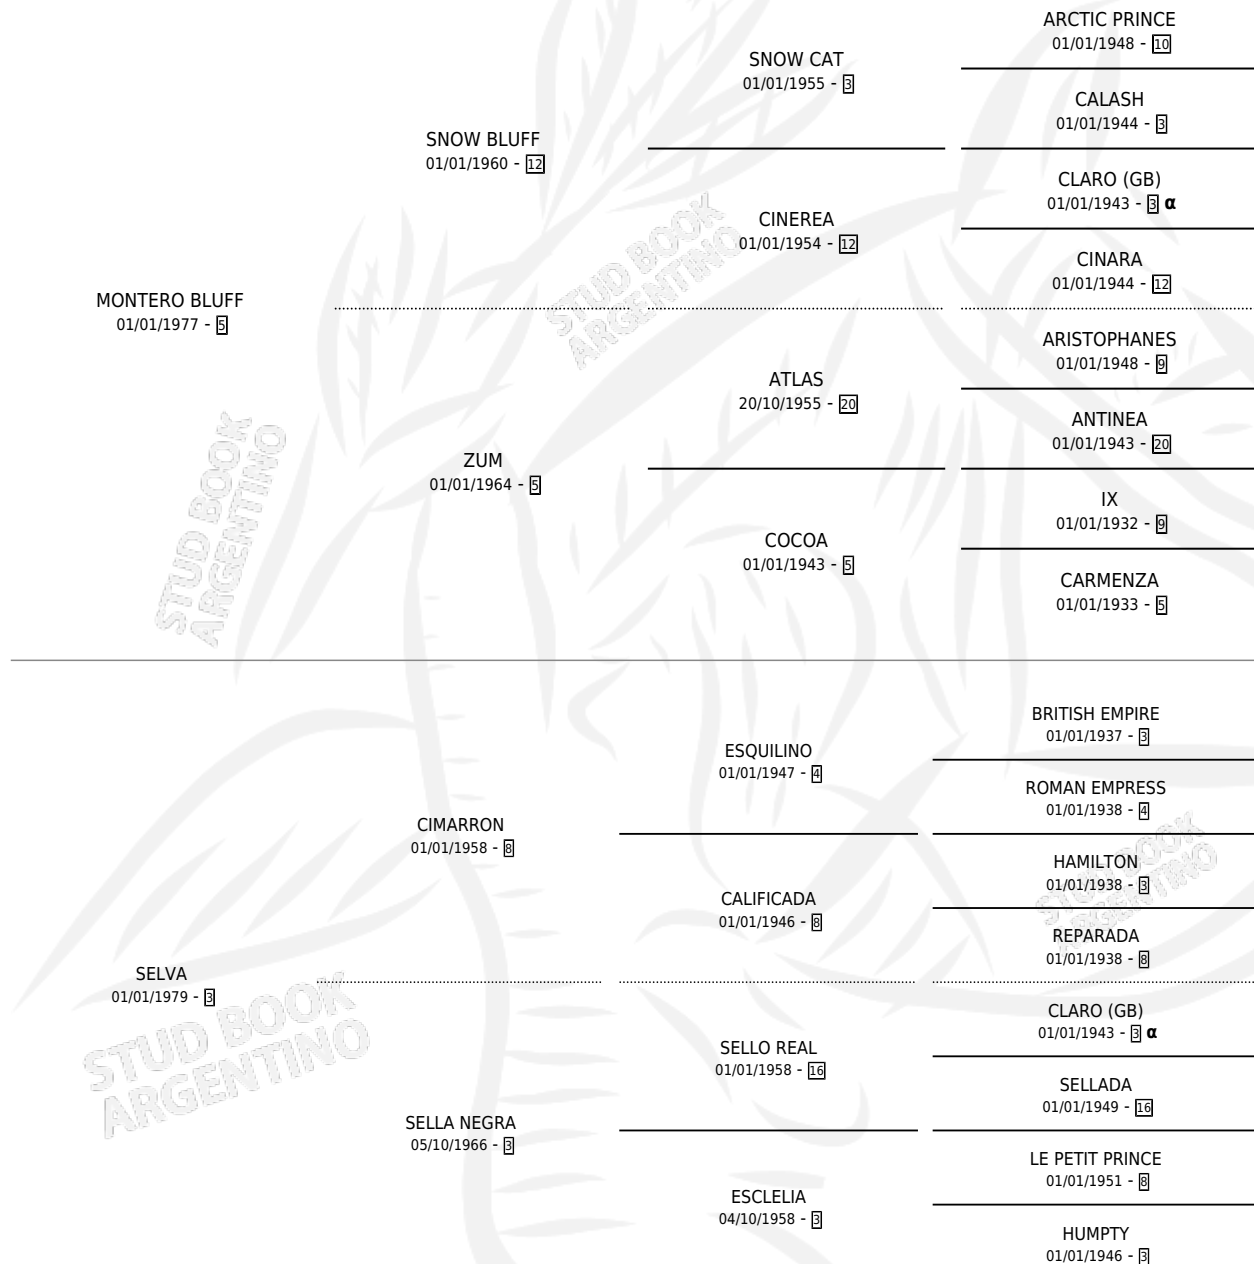 ARCTIC PRINCE
01/01/1948 - 10
SNOW CAT
01/01/1955 - 3
CALASH
01/01/1944 - 3
SNOW BLUFF
01/01/1960 - 12
CLARO (GB)
01/01/1943 - 3 α
CINEREA
01/01/1954 - 12
CINARA
01/01/1944 - 12
MONTERO BLUFF
01/01/1977 - 5
ARISTOPHANES
01/01/1948 - 9
ATLAS
20/10/1955 - 20
ANTINEA
01/01/1943 - 20
ZUM
01/01/1964 - 5
IX
01/01/1932 - 9
COCOA
01/01/1943 - 5
CARMENZA
01/01/1933 - 5
STUD BOOK
ARGENTINO
STUD BOOK
ARGENTINO
BRITISH EMPIRE
01/01/1937 - 3
ESQUILINO
01/01/1947 - 4
ROMAN EMPRESS
01/01/1938 - 4
CIMARRON
01/01/1958 - 8
HAMILTON
01/01/1938 - 3
CALIFICADA
01/01/1946 - 8
REPARADA
01/01/1938 - 8
SELVA
01/01/1979 - 3
CLARO (GB)
01/01/1943 - 3 α
SELLO REAL
01/01/1958 - 16
SELLADA
01/01/1949 - 16
SELLA NEGRA
05/10/1966 - 3
LE PETIT PRINCE
01/01/1951 - 8
ESCLELIA
04/10/1958 - 3
HUMPTY
01/01/1946 - 3
STUD BOOK
ARGENTINO
STUD BOOK
ARGENTINO